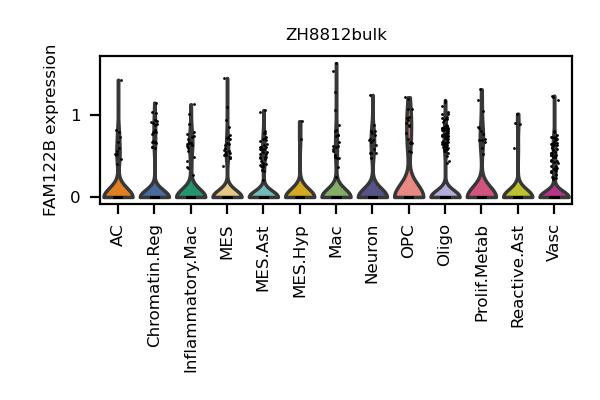 ZH8812bulk
FAM122B expression
1
0
AC
Chromatin.Reg
Inflammatory.Mac
MES
MES.Ast
MES.Hyp
Mac
Neuron
OPC
Oligo
Prolif.Metab
Reactive.Ast
Vasc